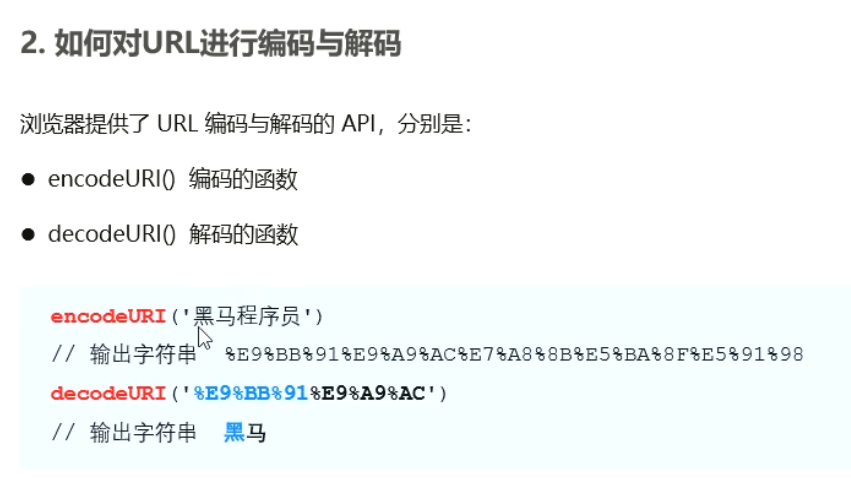 2. 如何对URL进行编码与解码
浏览器提供了 URL 编码与解码的 API，分别是：
● encodeURI() 编码的函数
● decodeURI() 解码的函数
encodeURI('黑马程序员')
// 输出字符串 %E9%BB%91%E9%A9%AC%E7%A8%8B%E5%BA%8F%E5%91%98
decodeURI('%E9%BB%91%E9%A9%AC')
// 输出字符串 黑马